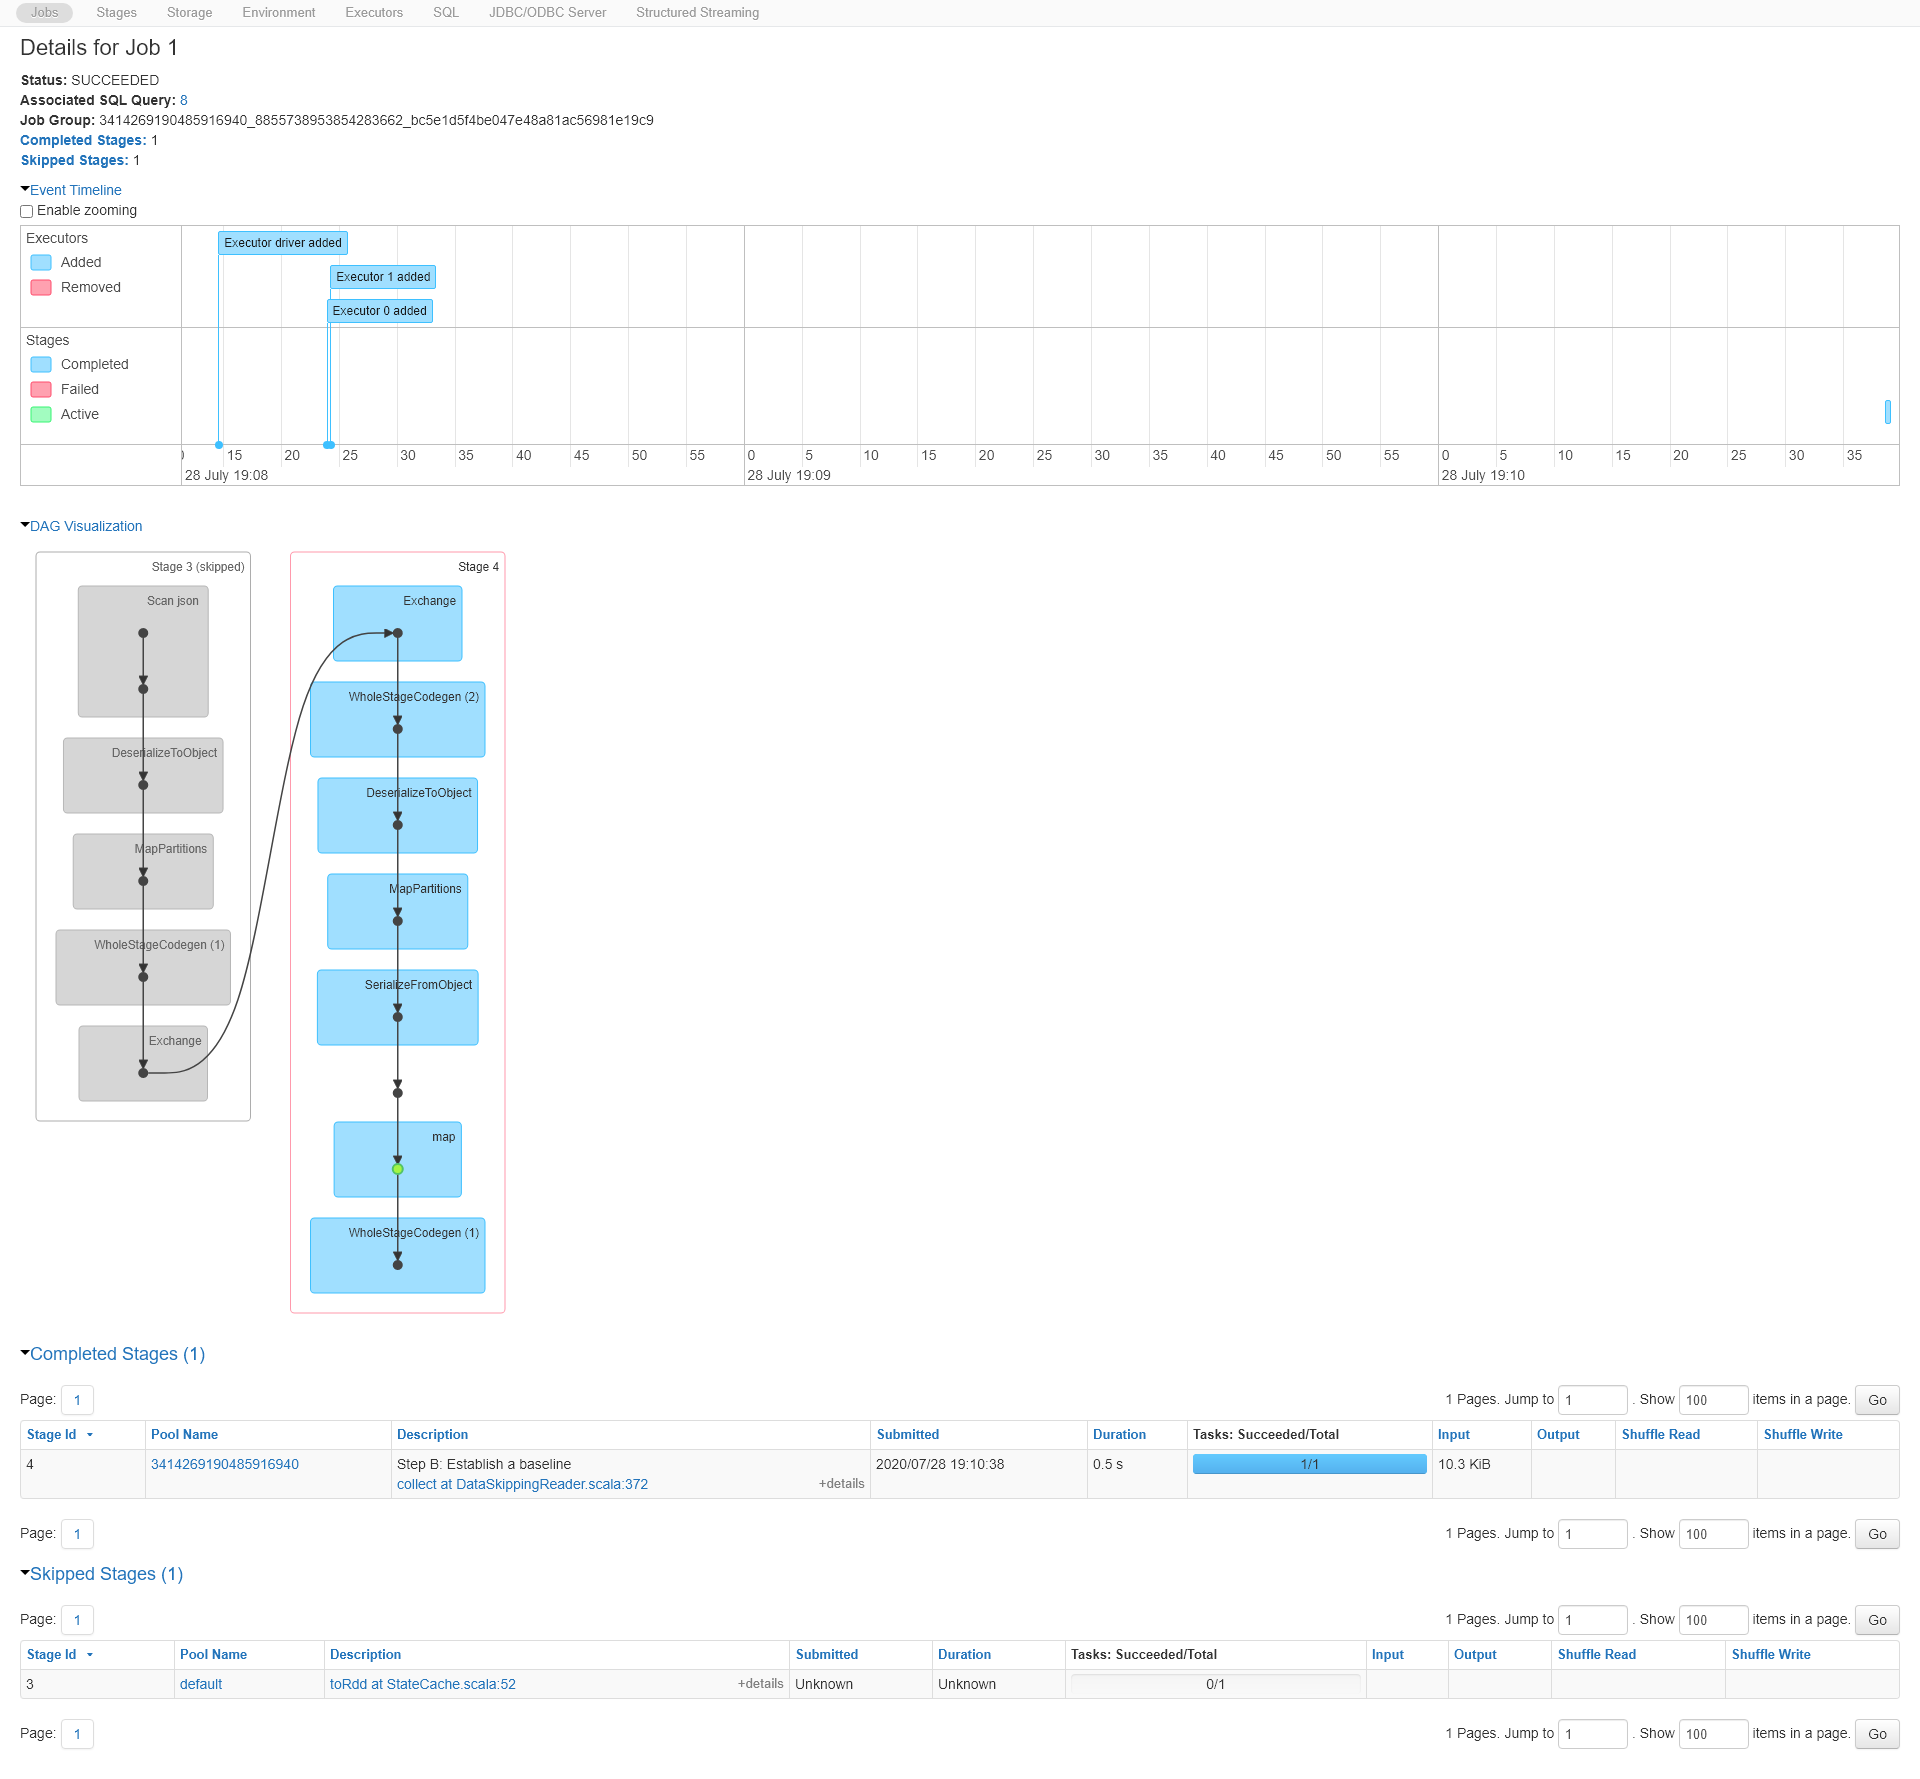 Jobs Stages Storage Environment Executors SQL JDBC/ODBC Server Structured Streaming
Details for Job 1
Status: SUCCEEDED
Associated SQL Query: 8
Job Group: 3414269190485916940_8855738953854283662_bc5e1d5f4be047e48a81ac56981e19c9
Completed Stages: 1
Skipped Stages: 1
Event Timeline
Enable zooming
Executors
Added
Removed
Executor driver added
Executor 1 added
Executor 0 added
Stages
Completed
Failed
Active
15 20 25 30 35 40 45 50 55 0 5 10 15 20 25 30 35 40 45 50 55 0 5 10 15 20 25 30 35
28 July 19:08 28 July 19:09 28 July 19:10
DAG Visualization
Stage 3 (skipped)
Scan json
DeserializeToObject
MapPartitions
WholeStageCodegen (1)
Exchange
Stage 4
Exchange
WholeStageCodegen (2)
DeserializeToObject
MapPartitions
SerializeFromObject
map
WholeStageCodegen (1)
Completed Stages (1)
Page: 1 1 Pages. Jump to 1 . Show 100 items in a page. Go
Stage Id Pool Name Description Submitted Duration Tasks: Succeeded/Total Input Output Shuffle Read Shuffle Write
4 3414269190485916940 Step B: Establish a baseline 2020/07/28 19:10:38 0.5 s 1/1 10.3 KiB
collect at DataSkippingReader.scala:372 +details
Page: 1 1 Pages. Jump to 1 . Show 100 items in a page. Go
Skipped Stages (1)
Page: 1 1 Pages. Jump to 1 . Show 100 items in a page. Go
Stage Id Pool Name Description Submitted Duration Tasks: Succeeded/Total Input Output Shuffle Read Shuffle Write
3 default toRdd at StateCache.scala:52 +details Unknown Unknown 0/1
Page: 1 1 Pages. Jump to 1 . Show 100 items in a page. Go